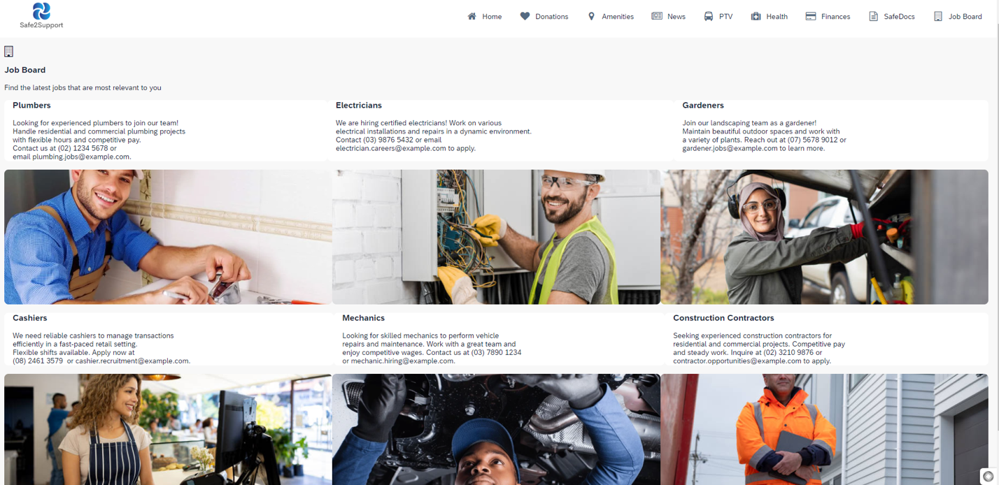 Safe2Support
Home
Donations
Amenities
News
PTV
Health
Finances
SafeDocs
Job Board
Job Board
Find the latest jobs that are most relevant to you
Plumbers
Looking for experienced plumbers to join our team!
Handle residential and commercial plumbing projects
with flexible hours and competitive pay.
Contact us at (02) 1234 5678 or
email plumbing.jobs@example.com.
Electricians
We are hiring certified electricians! Work on various
electrical installations and repairs in a dynamic environment.
Contact (03) 9876 5432 or email
electrician.careers@example.com to apply.
Gardeners
Join our landscaping team as a gardener!
Maintain beautiful outdoor spaces and work with
a variety of plants. Reach out at (07) 5678 9012 or
gardener.jobs@example.com to learn more.
Cashiers
We need reliable cashiers to manage transactions
efficiently in a fast-paced retail setting.
Flexible shifts available. Apply now at
(08) 2461 3579 or cashier.recruitment@example.com.
Mechanics
Looking for skilled mechanics to perform vehicle
repairs and maintenance. Work with a great team and
enjoy competitive wages. Contact us at (03) 7890 1234
or mechanic.hiring@example.com.
Construction Contractors
Seeking experienced construction contractors for
residential and commercial projects. Competitive pay
and steady work. Inquire at (02) 3210 9876 or
contractor.opportunities@example.com to apply.